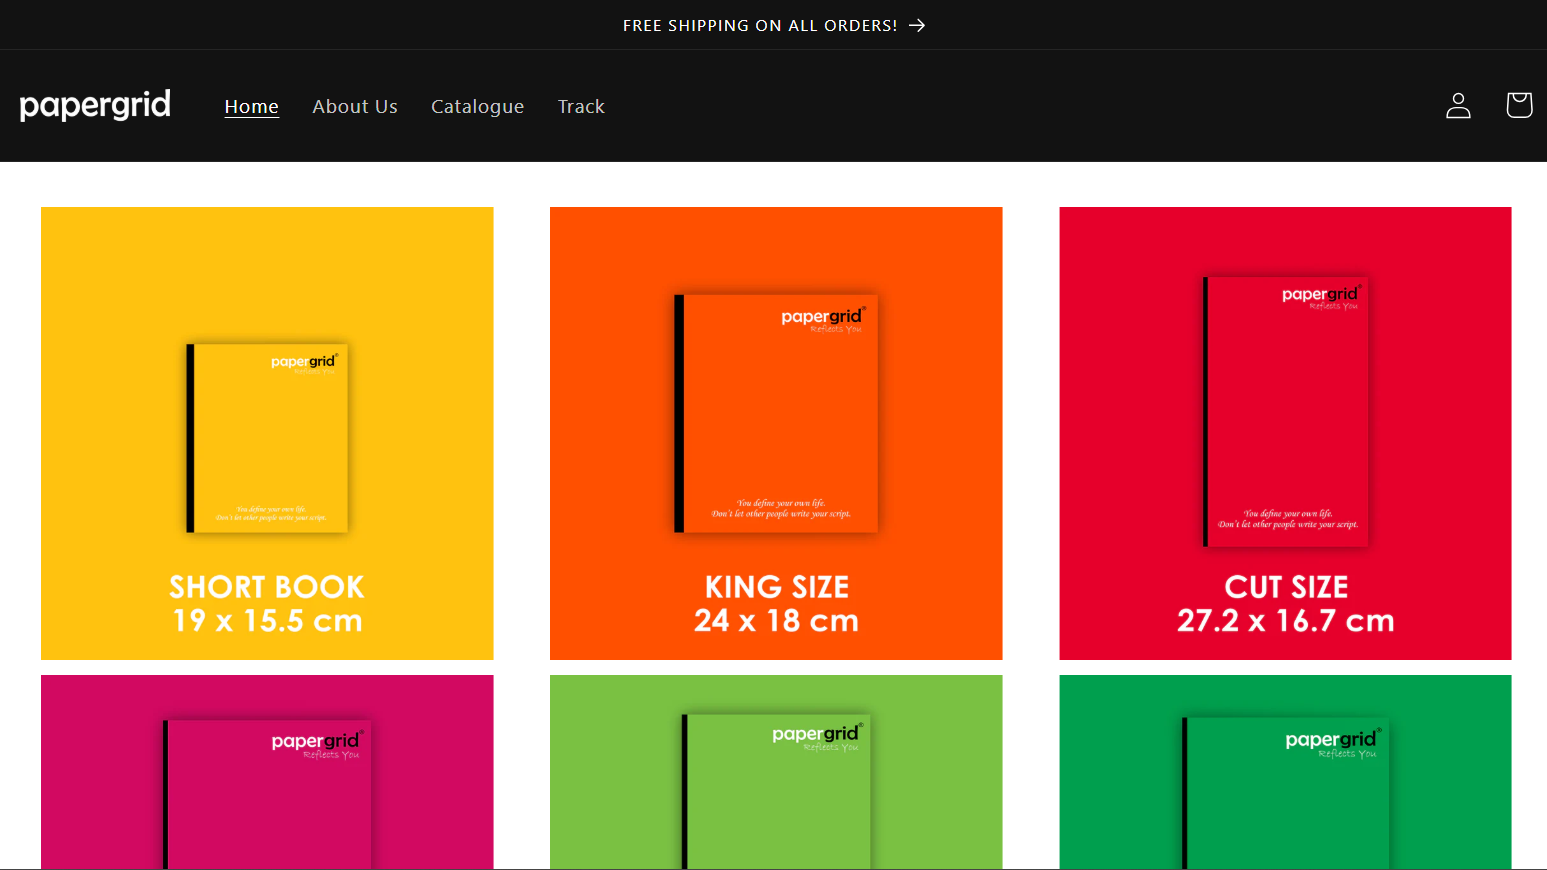 FREE SHIPPING ON ALL ORDERS!
papergrid
Home
About Us
Catalogue
Track
papergrid®
Reflects You
You define your own life.
Don't let other people write your script.
SHORT BOOK
19 x 15.5 cm
papergrid®
Reflects You
You define your own life.
Don't let other people write your script.
KING SIZE
24 x 18 cm
papergrid®
Reflects You
You define your own life.
Don't let other people write your script.
CUT SIZE
27.2 x 16.7 cm
papergrid®
Reflects You
papergrid®
Reflects You
papergrid®
Reflects You